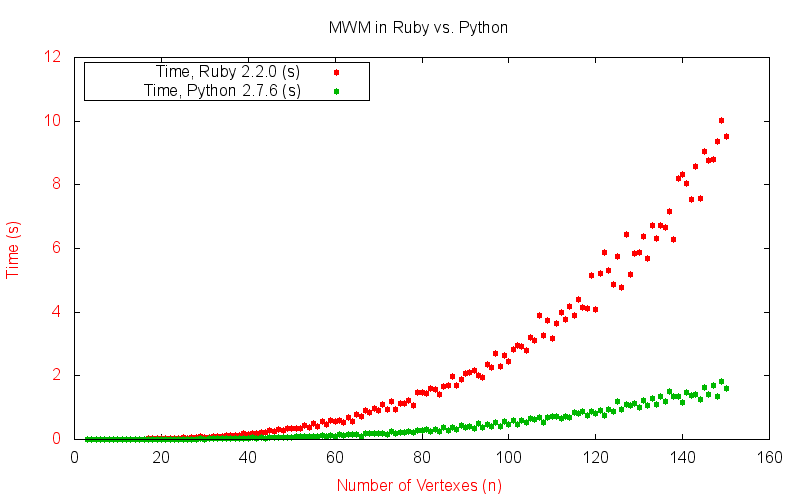 MWM in Ruby vs. Python
12
Time, Ruby 2.2.0 (s)
Time, Python 2.7.6 (s)
10
8
6
Time (s)
4
2
0
0 20 40 60 80 100 120 140 160
Number of Vertexes (n)